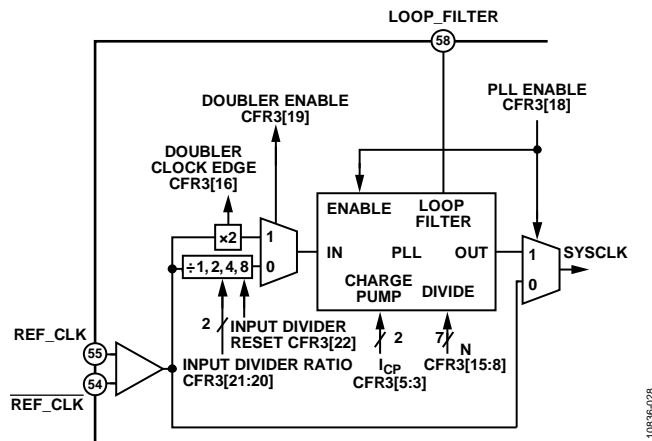 LOOP_FILTER
58
DOUBLER ENABLE
CFR3[19]
PLL ENABLE
CFR3[18]
DOUBLER
CLOCK EDGE
CFR3[16]
ENABLE
LOOP
FILTER
×2
1
÷1, 2, 4, 8
0
IN
PLL
OUT
1
0
SYSCLK
CHARGE
PUMP
DIVIDE
2
INPUT DIVIDER
RESET CFR3[22]
2
7
REF_CLK
55
INPUT DIVIDER RATIO
CFR3[21:20]
ICP
CFR3[5:3]
N
CFR3[15:8]
54
REF_CLK
10836-028